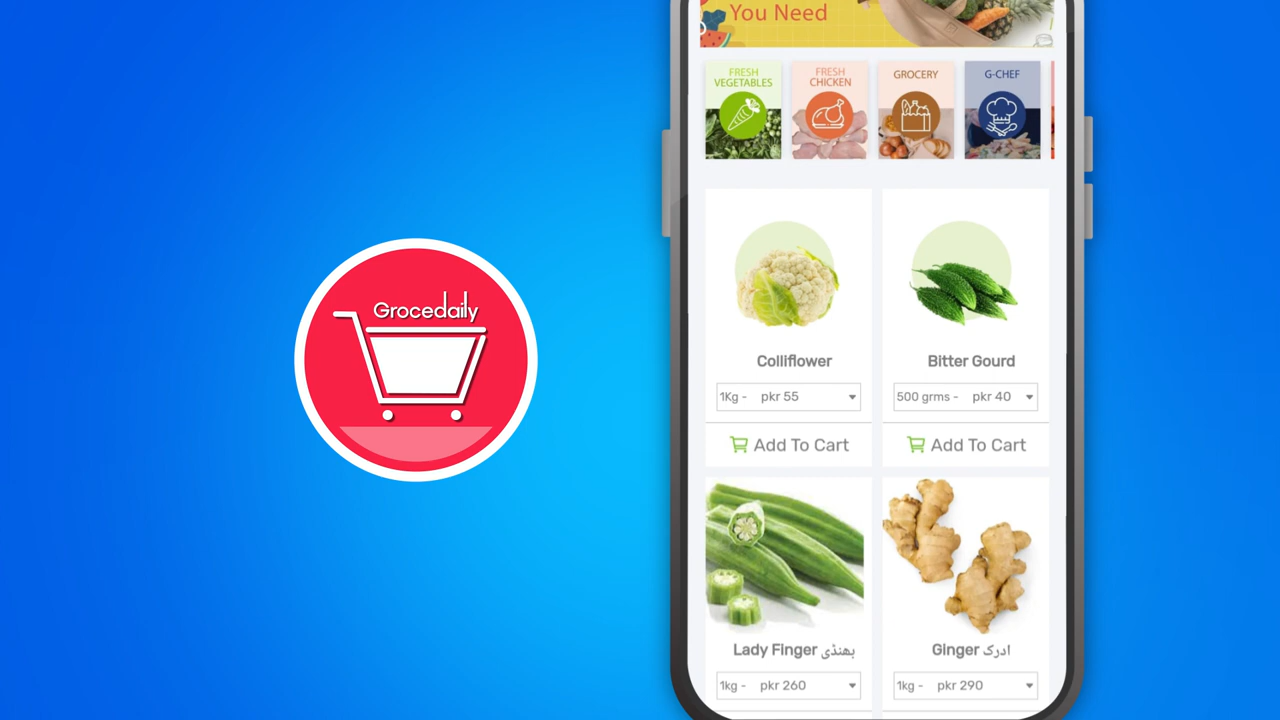 Grocedaily
You Need
FRESH
VEGETABLES
FRESH
CHICKEN
GROCERY
G-CHEF
Colliflower
Bitter Gourd
1Kg - pkr 55
500 grms - pkr 40
Add To Cart
Add To Cart
Lady Finger بھنڈی
Ginger ادرک
1kg - pkr 260
1kg - pkr 290